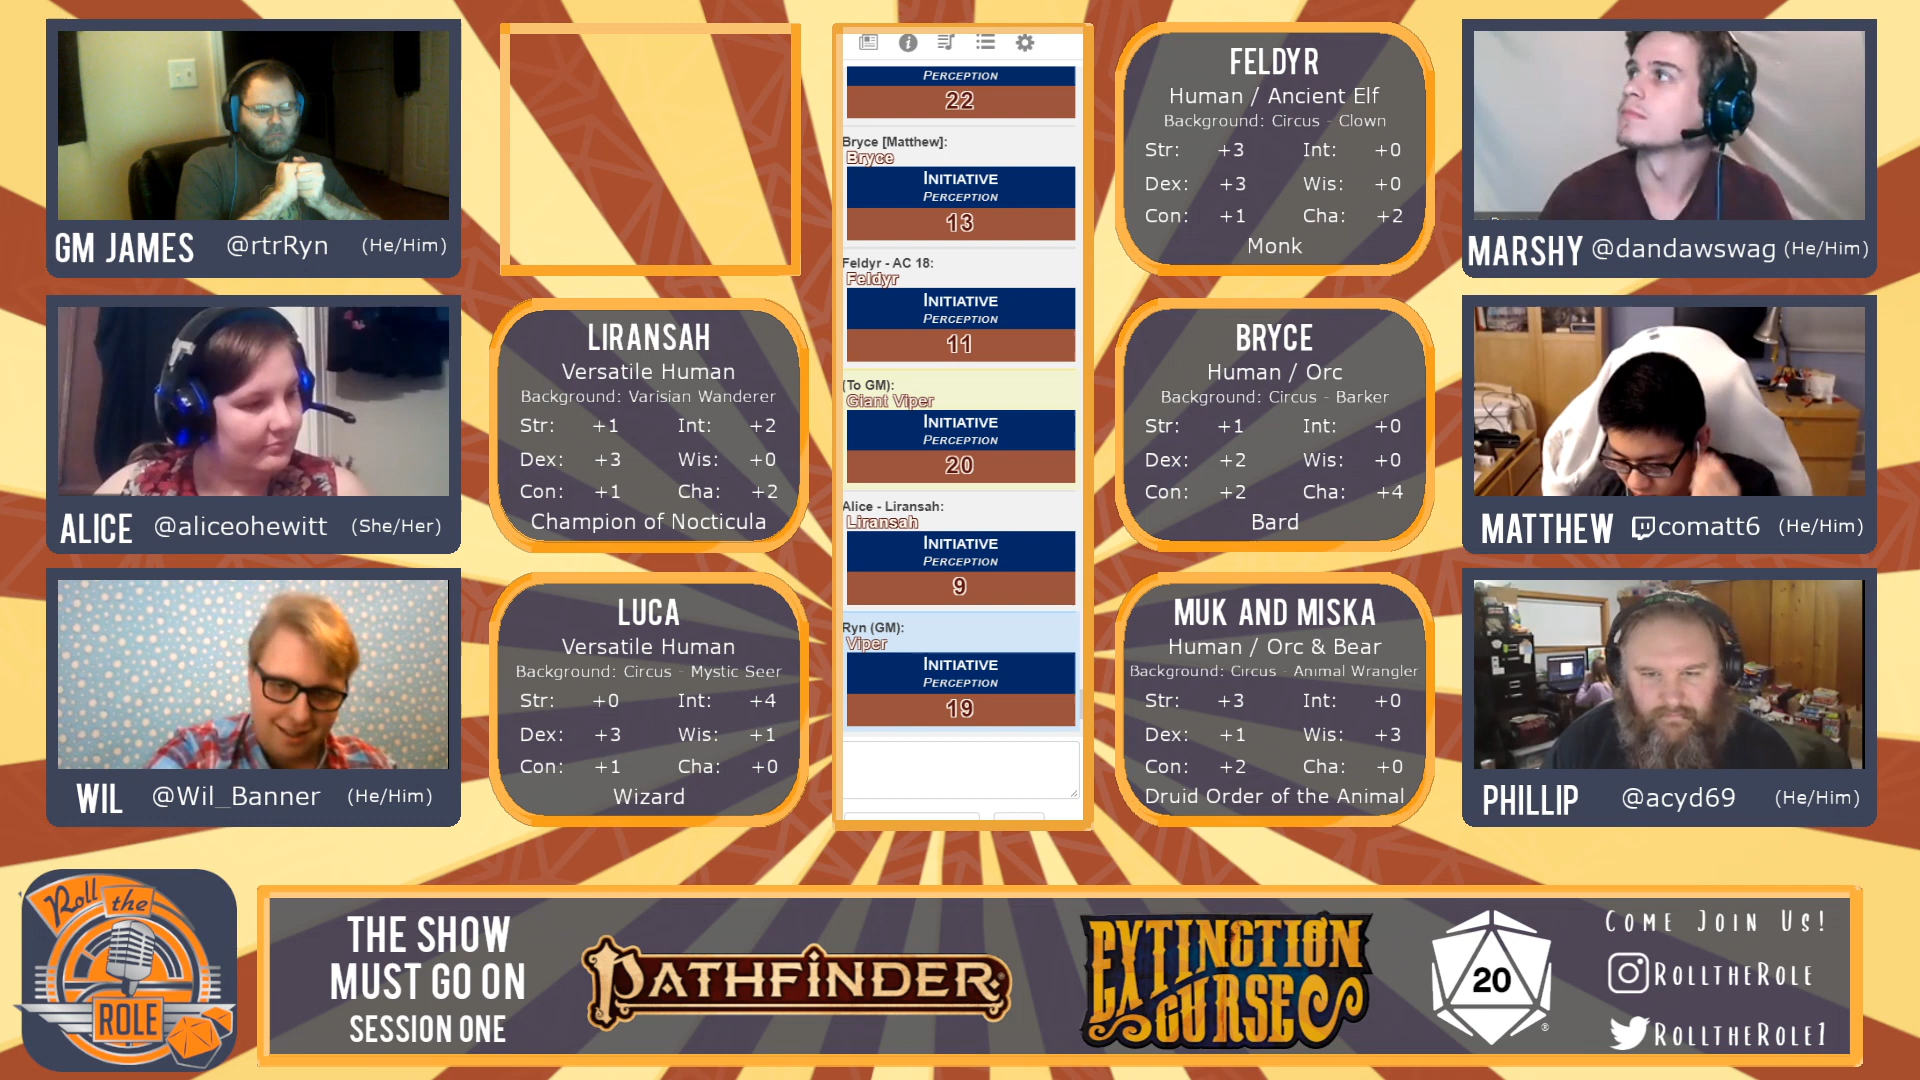 GM JAMES @rtrRyn (He/Him)
ALICE @aliceohewitt (She/Her)
WIL @Wil_Banner (He/Him)
LIRANSAH
Versatile Human
Background: Varisian Wanderer
Str: +1 Int: +2
Dex: +3 Wis: +0
Con: +1 Cha: +2
Champion of Nocticula
LUCA
Versatile Human
Background: Circus - Mystic Seer
Str: +0 Int: +4
Dex: +3 Wis: +1
Con: +1 Cha: +0
Wizard
PERCEPTION
22
Bryce [Matthew]:
Bryce
INITIATIVE
PERCEPTION
13
Feldyr - AC 18:
Feldyr
INITIATIVE
PERCEPTION
11
(To GM):
Giant Viper
INITIATIVE
PERCEPTION
20
Alice - Liransah:
Liransah
INITIATIVE
PERCEPTION
9
Ryn (GM):
Viper
INITIATIVE
PERCEPTION
19
FELDYR
Human / Ancient Elf
Background: Circus - Clown
Str: +3 Int: +0
Dex: +3 Wis: +0
Con: +1 Cha: +2
Monk
BRYCE
Human / Orc
Background: Circus - Barker
Str: +1 Int: +0
Dex: +2 Wis: +0
Con: +2 Cha: +4
Bard
MUK AND MISKA
Human / Orc & Bear
Background: Circus - Animal Wrangler
Str: +3 Int: +0
Dex: +1 Wis: +3
Con: +2 Cha: +0
Druid Order of the Animal
MARSHY @dandawswag (He/Him)
MATTHEW comatt6 (He/Him)
PHILLIP @acyd69 (He/Him)
Roll the
ROLE
THE SHOW
MUST GO ON
SESSION ONE
PATHFINDER
EXTINCTION
CURSE
20
COME JOIN US!
ROLLTHEROLE
ROLLTHEROLE1